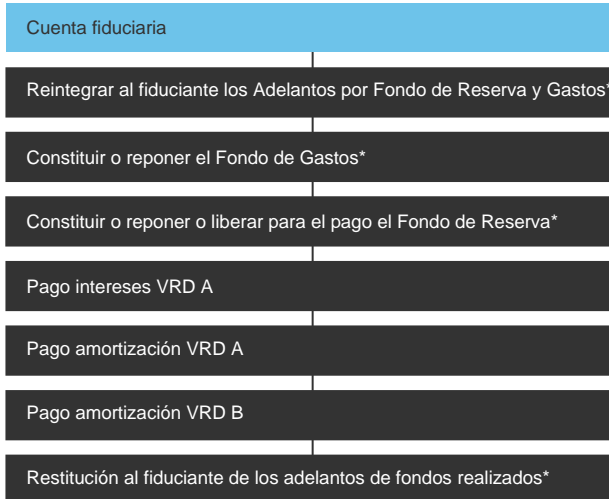 Cuenta fiduciaria
Reintegrar al fiduciante los Adelantos por Fondo de Reserva y Gastos*
Constituir o reponer el Fondo de Gastos*
Constituir o reponer o liberar para el pago el Fondo de Reserva*
Pago intereses VRD A
Pago amortización VRD A
Pago amortización VRD B
Restitución al fiduciante de los adelantos de fondos realizados*